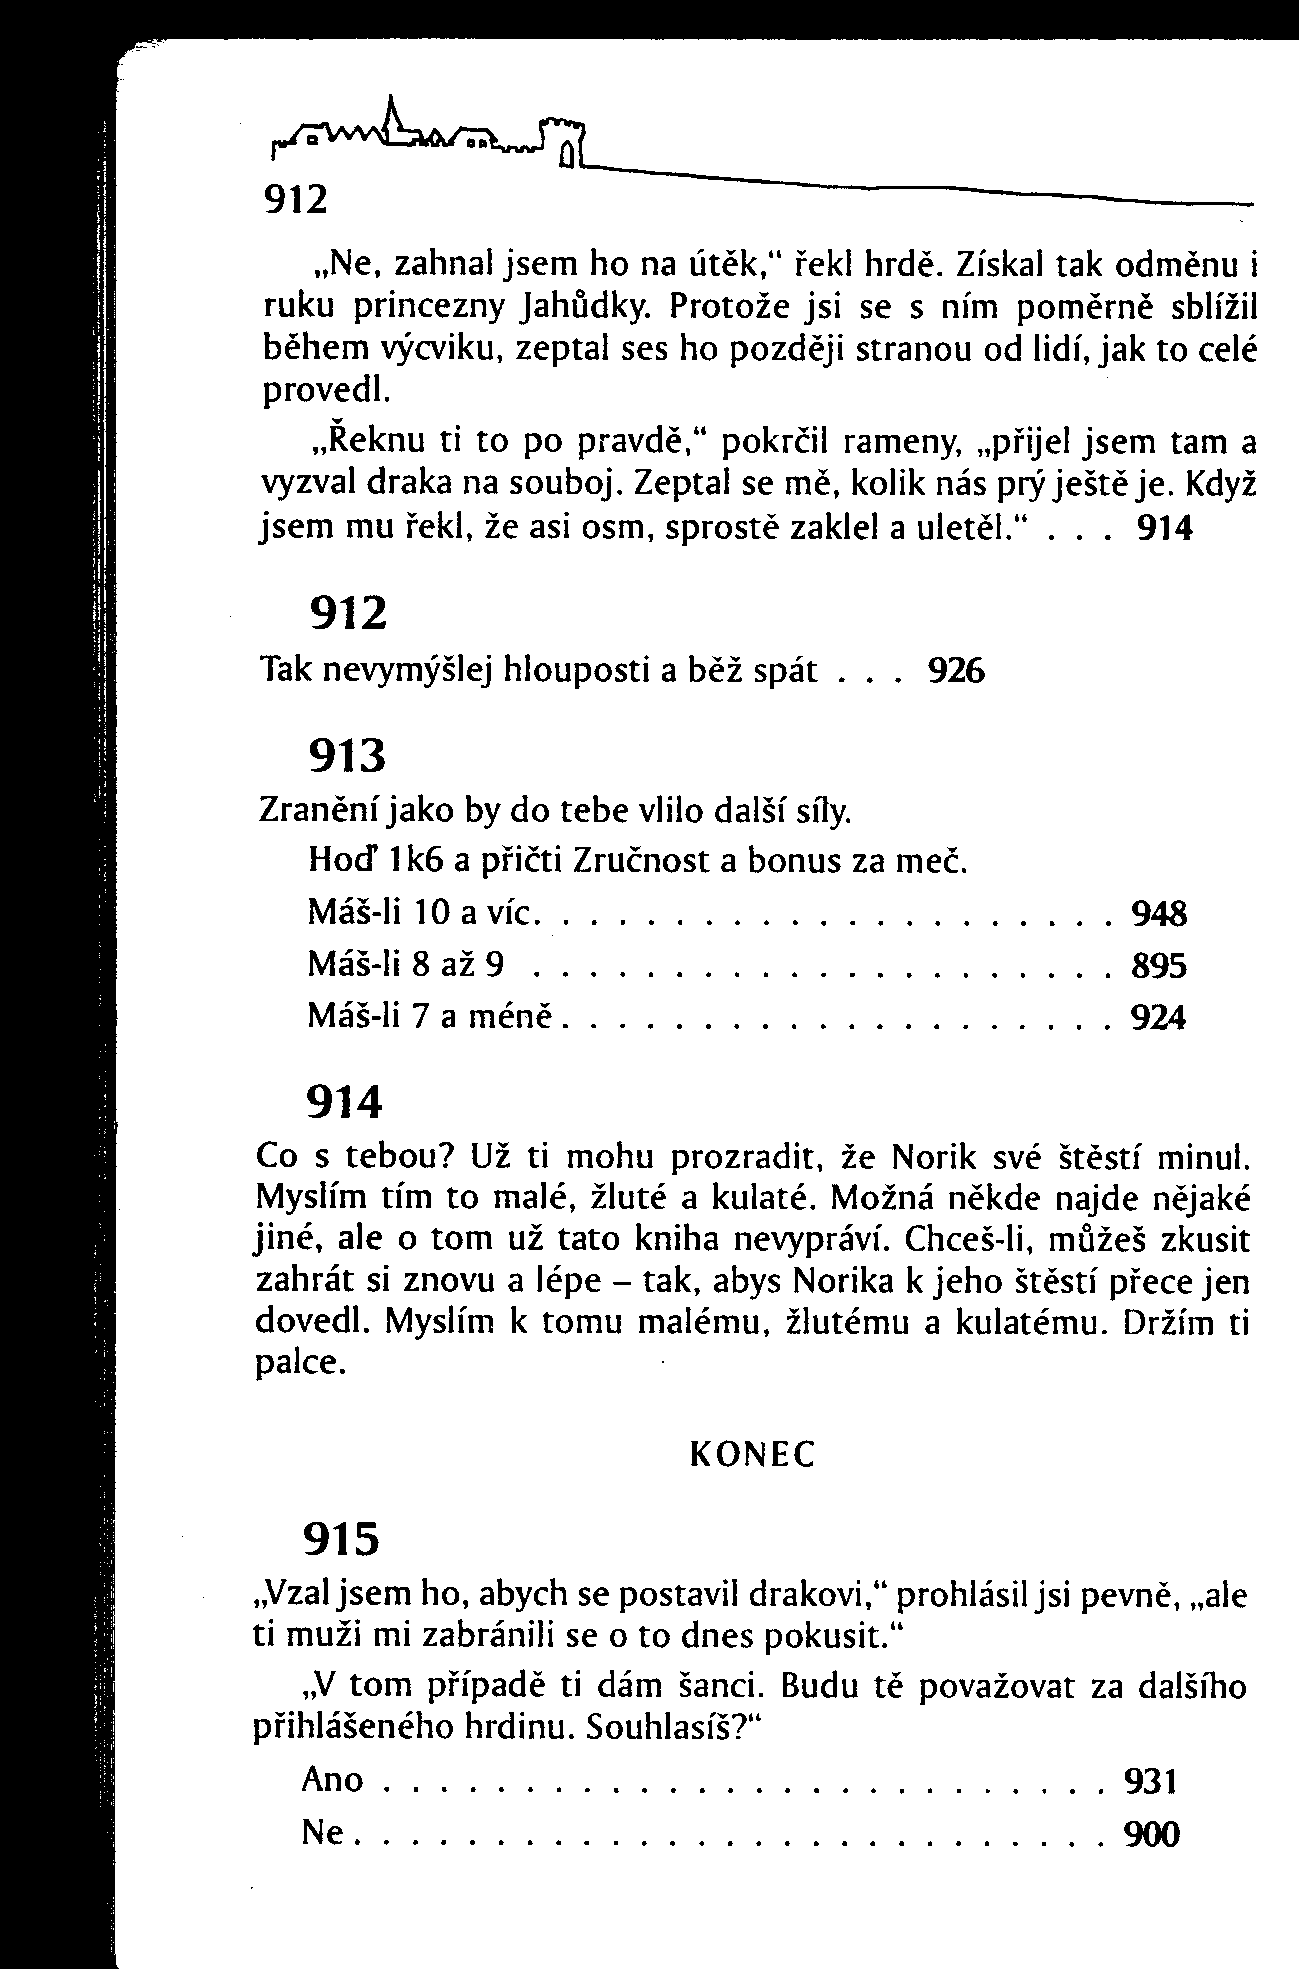 912
„Ne, zahnal jsem ho na útěk,“ řekl hrdě. Získal tak odměnu i
ruku princezny Jahůdky. Protože jsi se s ním poměrně sblížil
během výcviku, zeptal ses ho později stranou od lidí, jak to celé
provedl.
„Řeknu ti to po pravdě,“ pokrčil rameny, „přijel jsem tam a
vyzval draka na souboj. Zeptal se mě, kolik nás prý ještě je. Když
jsem mu řekl, že asi osm, sprostě zaklel a uletěl.“ . . . 914
912
Tak nevymýšlej hlouposti a běž spát . . . 926
913
Zranění jako by do tebe vlilo další síly.
Hoď 1k6 a přičti Zručnost a bonus za meč.
Máš-li 10 a víc. . . . . . . . . . . . . . . . . . . . . 948
Máš-li 8 až 9 . . . . . . . . . . . . . . . . . . . . . 895
Máš-li 7 a méně . . . . . . . . . . . . . . . . . . . . 924
914
Co s tebou? Už ti mohu prozradit, že Norik své štěstí minul.
Myslím tím to malé, žluté a kulaté. Možná někde najde nějaké
jiné, ale o tom už tato kniha nevypráví. Chceš-li, můžeš zkusit
zahrát si znovu a lépe – tak, abys Norika k jeho štěstí přece jen
dovedl. Myslím k tomu malému, žlutému a kulatému. Držím ti
palce.
KONEC
915
„Vzal jsem ho, abych se postavil drakovi,“ prohlásil jsi pevně, „ale
ti muži mi zabránili se o to dnes pokusit.“
„V tom případě ti dám šanci. Budu tě považovat za dalšího
přihlášeného hrdinu. Souhlasíš?“
Ano . . . . . . . . . . . . . . . . . . . . . . . . . . 931
Ne . . . . . . . . . . . . . . . . . . . . . . . . . . . 900